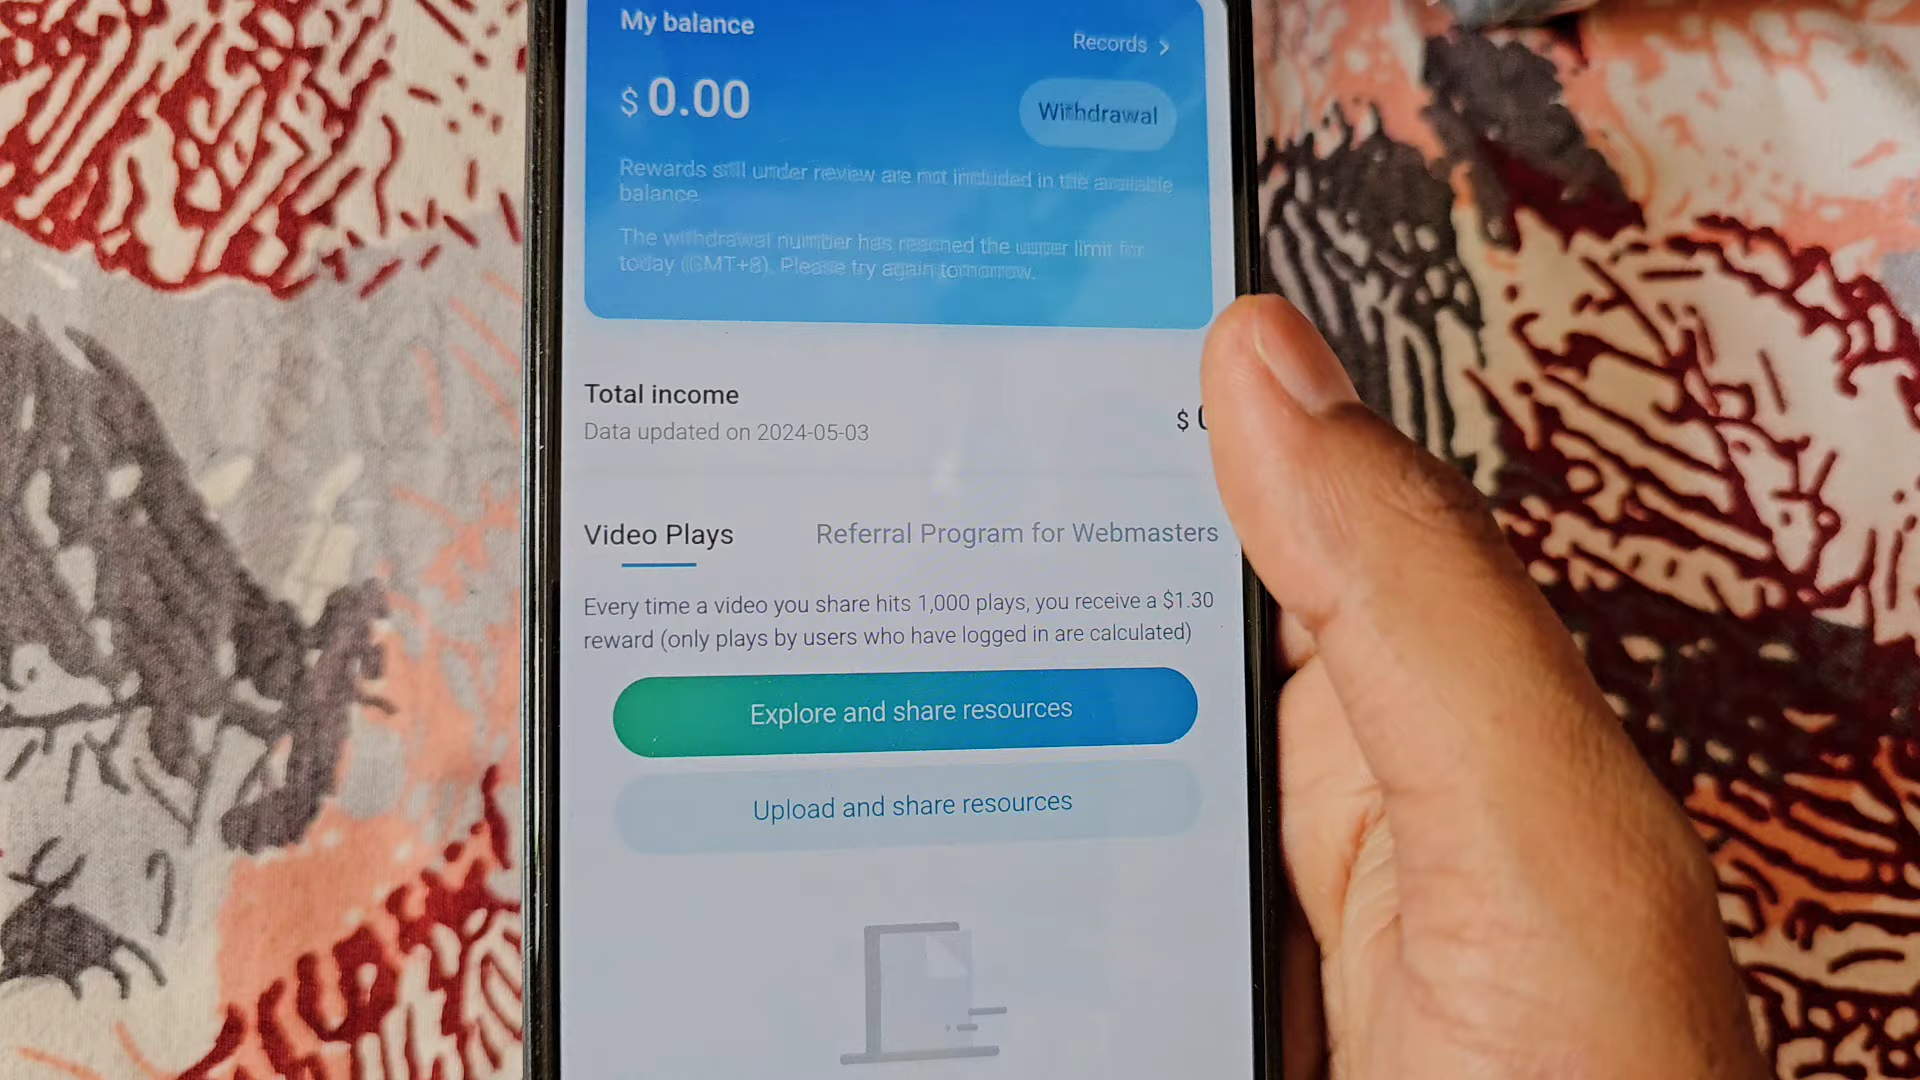 My balance
Records >
$ 0.00
Withdrawal
Rewards still under review are not included in the available
balance.
The withdrawal number has reached the upper limit for
today (GMT+8). Please try again tomorrow.
Total income
Data updated on 2024-05-03
$ 0
Video Plays
Referral Program for Webmasters
Every time a video you share hits 1,000 plays, you receive a $1.30
reward (only plays by users who have logged in are calculated)
Explore and share resources
Upload and share resources